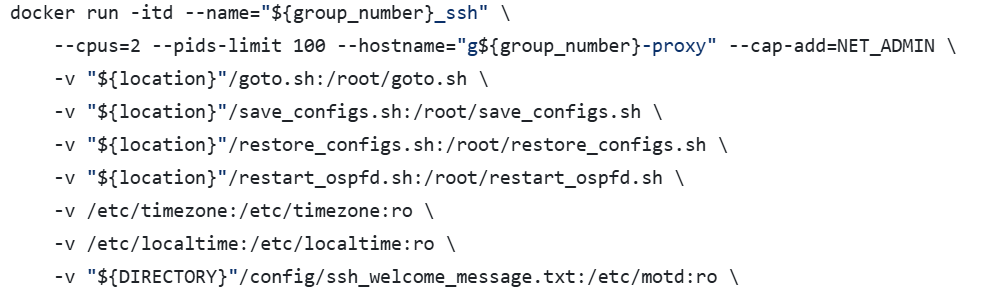 docker run -itd --name="${group_number}_ssh" \
--cpus=2 --pids-limit 100 --hostname="g${group_number}-proxy" --cap-add=NET_ADMIN \
-v "${location}"/goto.sh:/root/goto.sh \
-v "${location}"/save_configs.sh:/root/save_configs.sh \
-v "${location}"/restore_configs.sh:/root/restore_configs.sh \
-v "${location}"/restart_ospfd.sh:/root/restart_ospfd.sh \
-v /etc/timezone:/etc/timezone:ro \
-v /etc/localtime:/etc/localtime:ro \
-v "${DIRECTORY}"/config/ssh_welcome_message.txt:/etc/motd:ro \